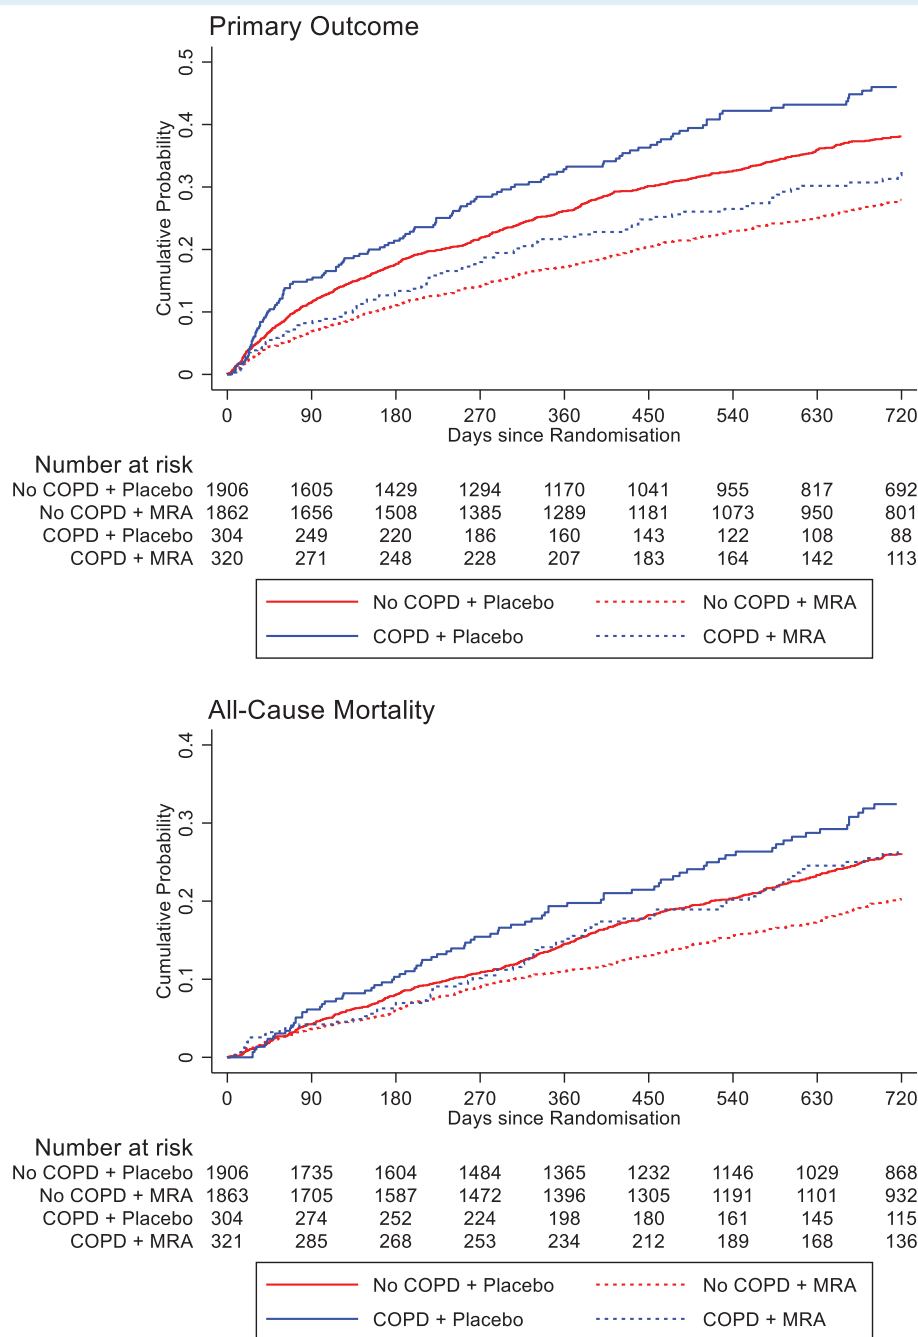 Primary Outcome
Cumulative Probability
0.5
0.4
0.3
0.2
0.1
0
0 90 180 270 360 450 540 630 720
Days since Randomisation
Number at risk
No COPD + Placebo 1906 1605 1429 1294 1170 1041 955 817 692
No COPD + MRA 1862 1656 1508 1385 1289 1181 1073 950 801
COPD + Placebo 304 249 220 186 160 143 122 108 88
COPD + MRA 320 271 248 228 207 183 164 142 113
No COPD + Placebo No COPD + MRA
COPD + Placebo COPD + MRA
All-Cause Mortality
Cumulative Probability
0.4
0.3
0.2
0.1
0
0 90 180 270 360 450 540 630 720
Days since Randomisation
Number at risk
No COPD + Placebo 1906 1735 1604 1484 1365 1232 1146 1029 868
No COPD + MRA 1863 1705 1587 1472 1396 1305 1191 1101 932
COPD + Placebo 304 274 252 224 198 180 161 145 115
COPD + MRA 321 285 268 253 234 212 189 168 136
No COPD + Placebo No COPD + MRA
COPD + Placebo COPD + MRA